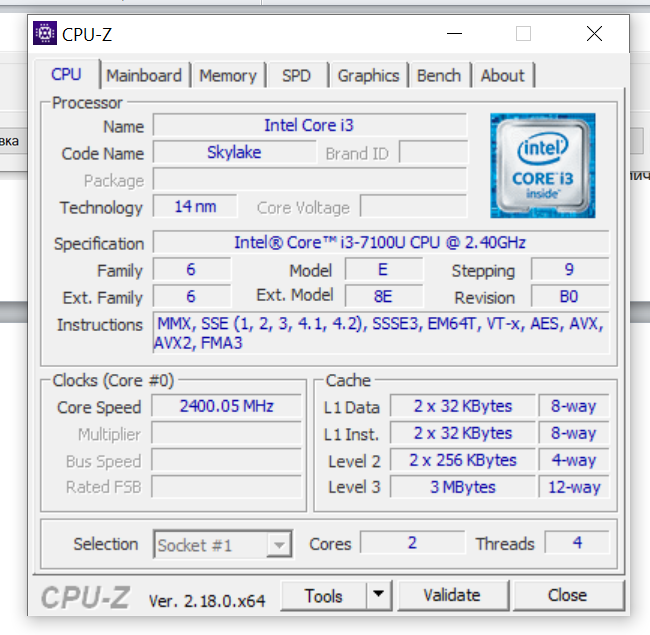 CPU-Z
CPU Mainboard Memory SPD Graphics Bench About
Processor
Name Intel Core i3
Code Name Skylake Brand ID
Package
Technology 14 nm Core Voltage
intel
CORE i3
inside™
Specification Intel® Core™ i3-7100U CPU @ 2.40GHz
Family 6 Model E Stepping 9
Ext. Family 6 Ext. Model 8E Revision B0
Instructions MMX, SSE (1, 2, 3, 4.1, 4.2), SSSE3, EM64T, VT-x, AES, AVX,
AVX2, FMA3
Clocks (Core #0)
Core Speed 2400.05 MHz
Multiplier
Bus Speed
Rated FSB
Cache
L1 Data 2 x 32 KBytes 8-way
L1 Inst. 2 x 32 KBytes 8-way
Level 2 2 x 256 KBytes 4-way
Level 3 3 MBytes 12-way
Selection Socket #1 Cores 2 Threads 4
CPU-Z Ver. 2.18.0.x64 Tools Validate Close
вка